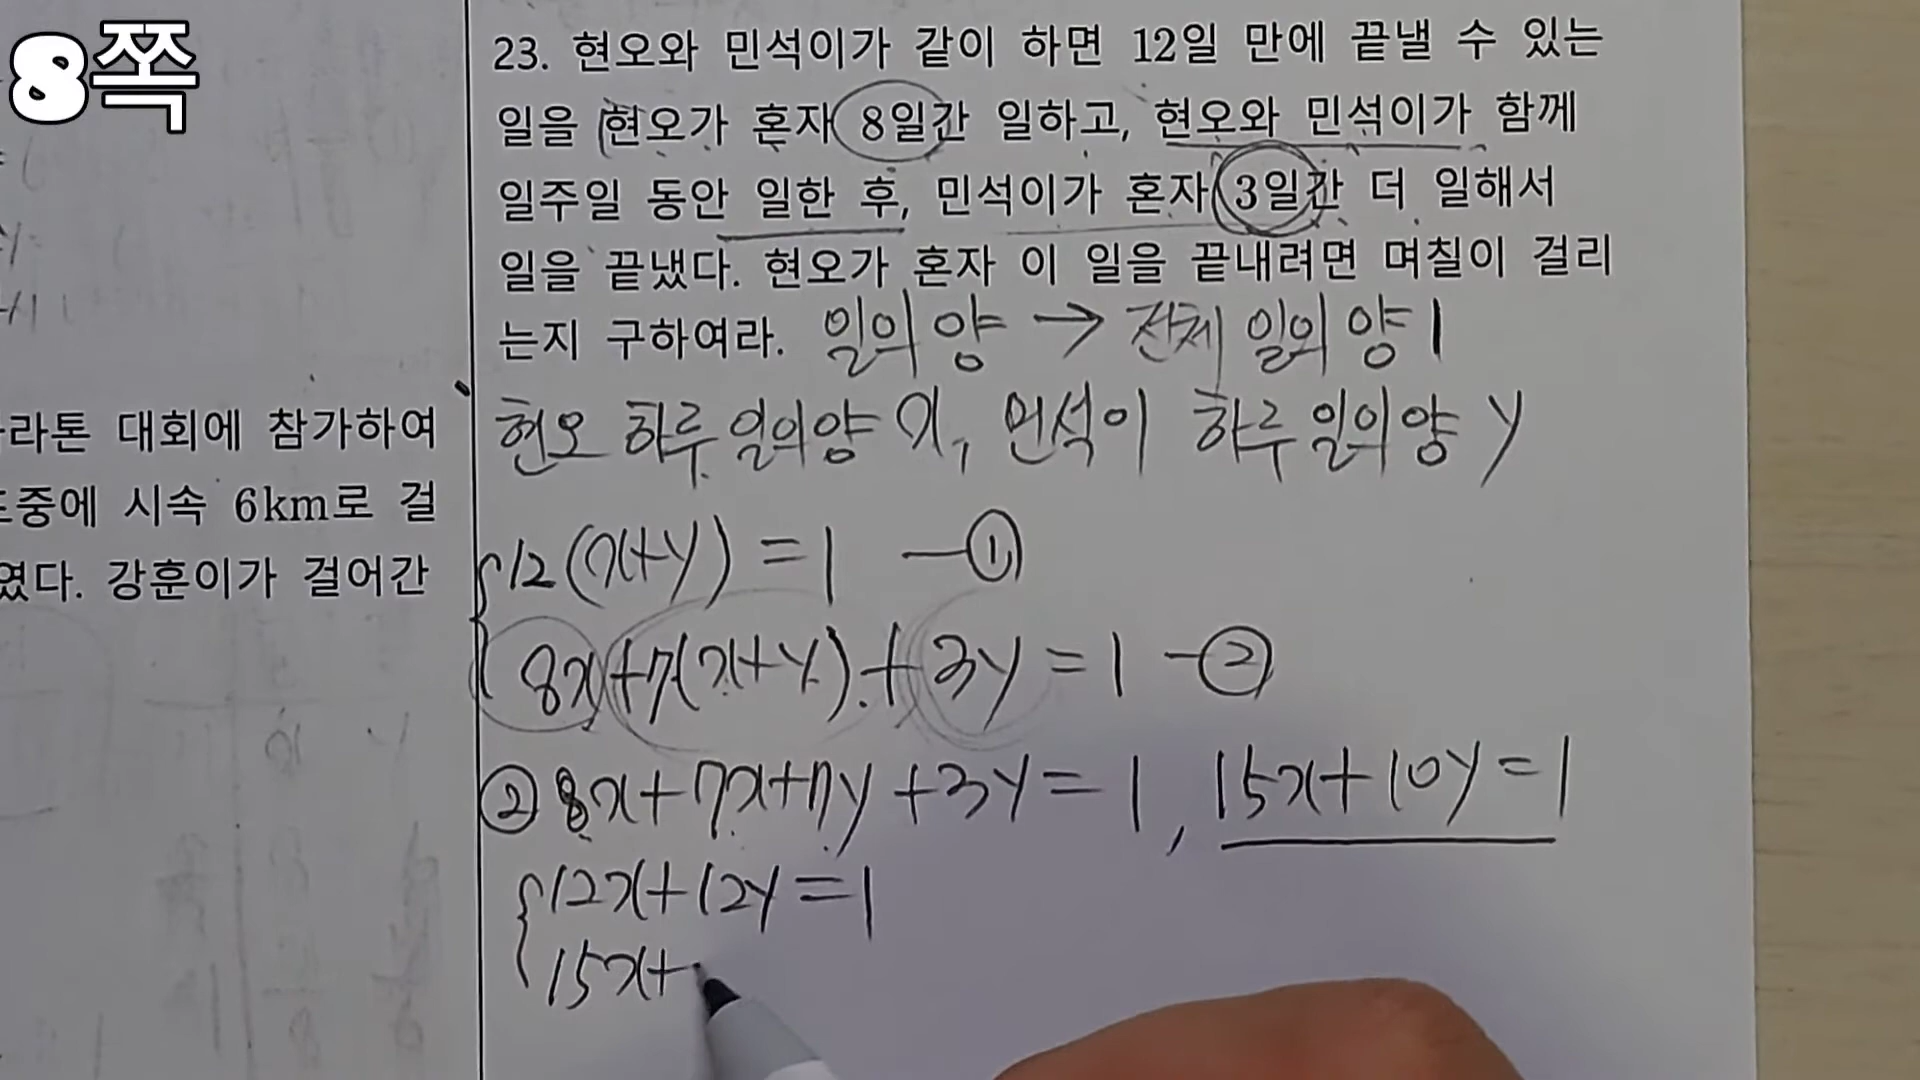 8쪽
라톤 대회에 참가하여
중에 시속 6km로 걸
였다. 강훈이가 걸어간
23. 현오와 민석이가 같이 하면 12일 만에 끝낼 수 있는
일을 현오가 혼자 8일간 일하고, 현오와 민석이가 함께
일주일 동안 일한 후, 민석이가 혼자 3일간 더 일해서
일을 끝냈다. 현오가 혼자 이 일을 끝내려면 며칠이 걸리
는지 구하여라. 일의 양 → 전체 일의 양 1
현오 하루 일의양 x, 민석이 하루 일의양 y
12(x+y)=1 —①
8x+7(x+y)+3y=1 —②
② 8x+7x+7y+3y=1, 15x+10y=1
12x+12y=1
15x+